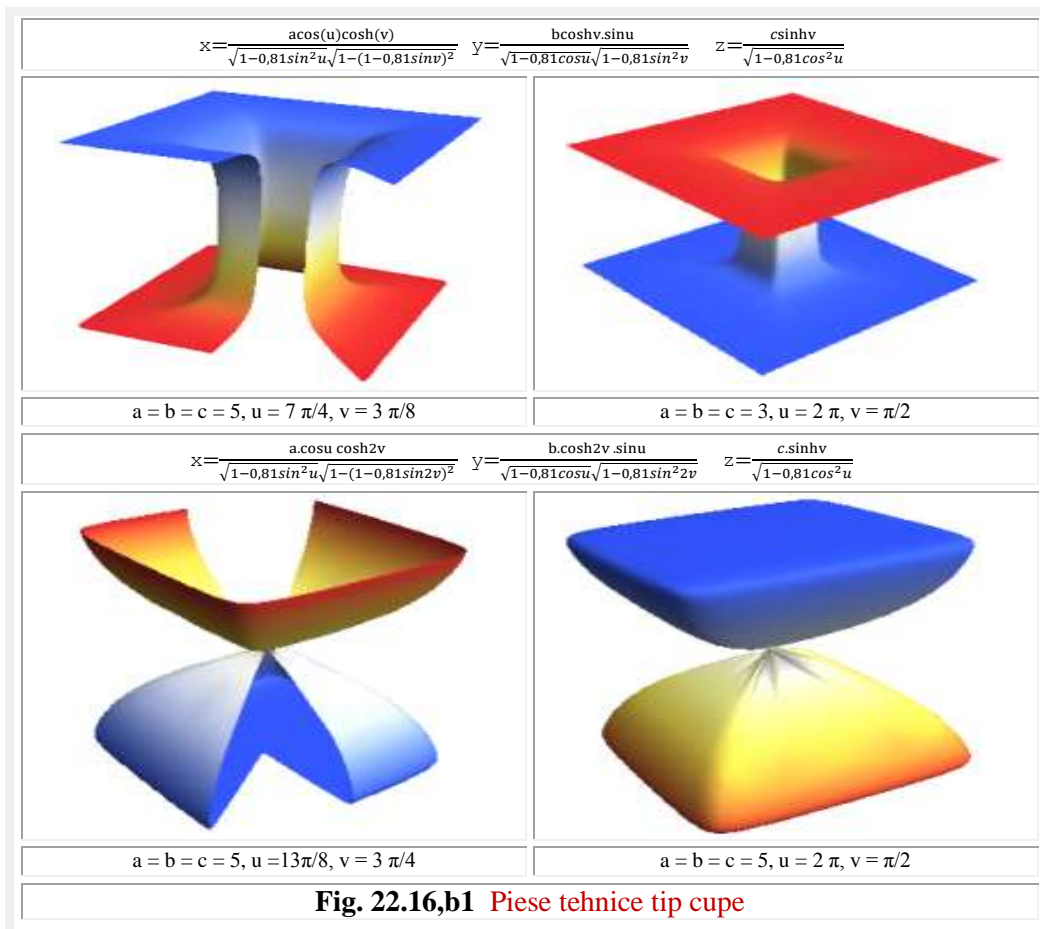 x=acos(u)cosh(v)/√(1−0,81sin²u)√(1−(1−0,81sinv)²) y=bcoshv.sinu/√(1−0,81cosu)√(1−0,81sin²v) z=csinhv/√(1−0,81cos²u)
a = b = c = 5, u = 7 π/4, v = 3 π/8
a = b = c = 3, u = 2 π, v = π/2
x=a.cosu cosh2v/√(1−0,81sin²u)√(1−(1−0,81sin2v)²) y=b.cosh2v .sinu/√(1−0,81cosu)√(1−0,81sin²2v) z=c.sinhv/√(1−0,81cos²u)
a = b = c = 5, u =13π/8, v = 3 π/4
a = b = c = 5, u = 2 π, v = π/2
Fig. 22.16,b1 Piese tehnice tip cupe